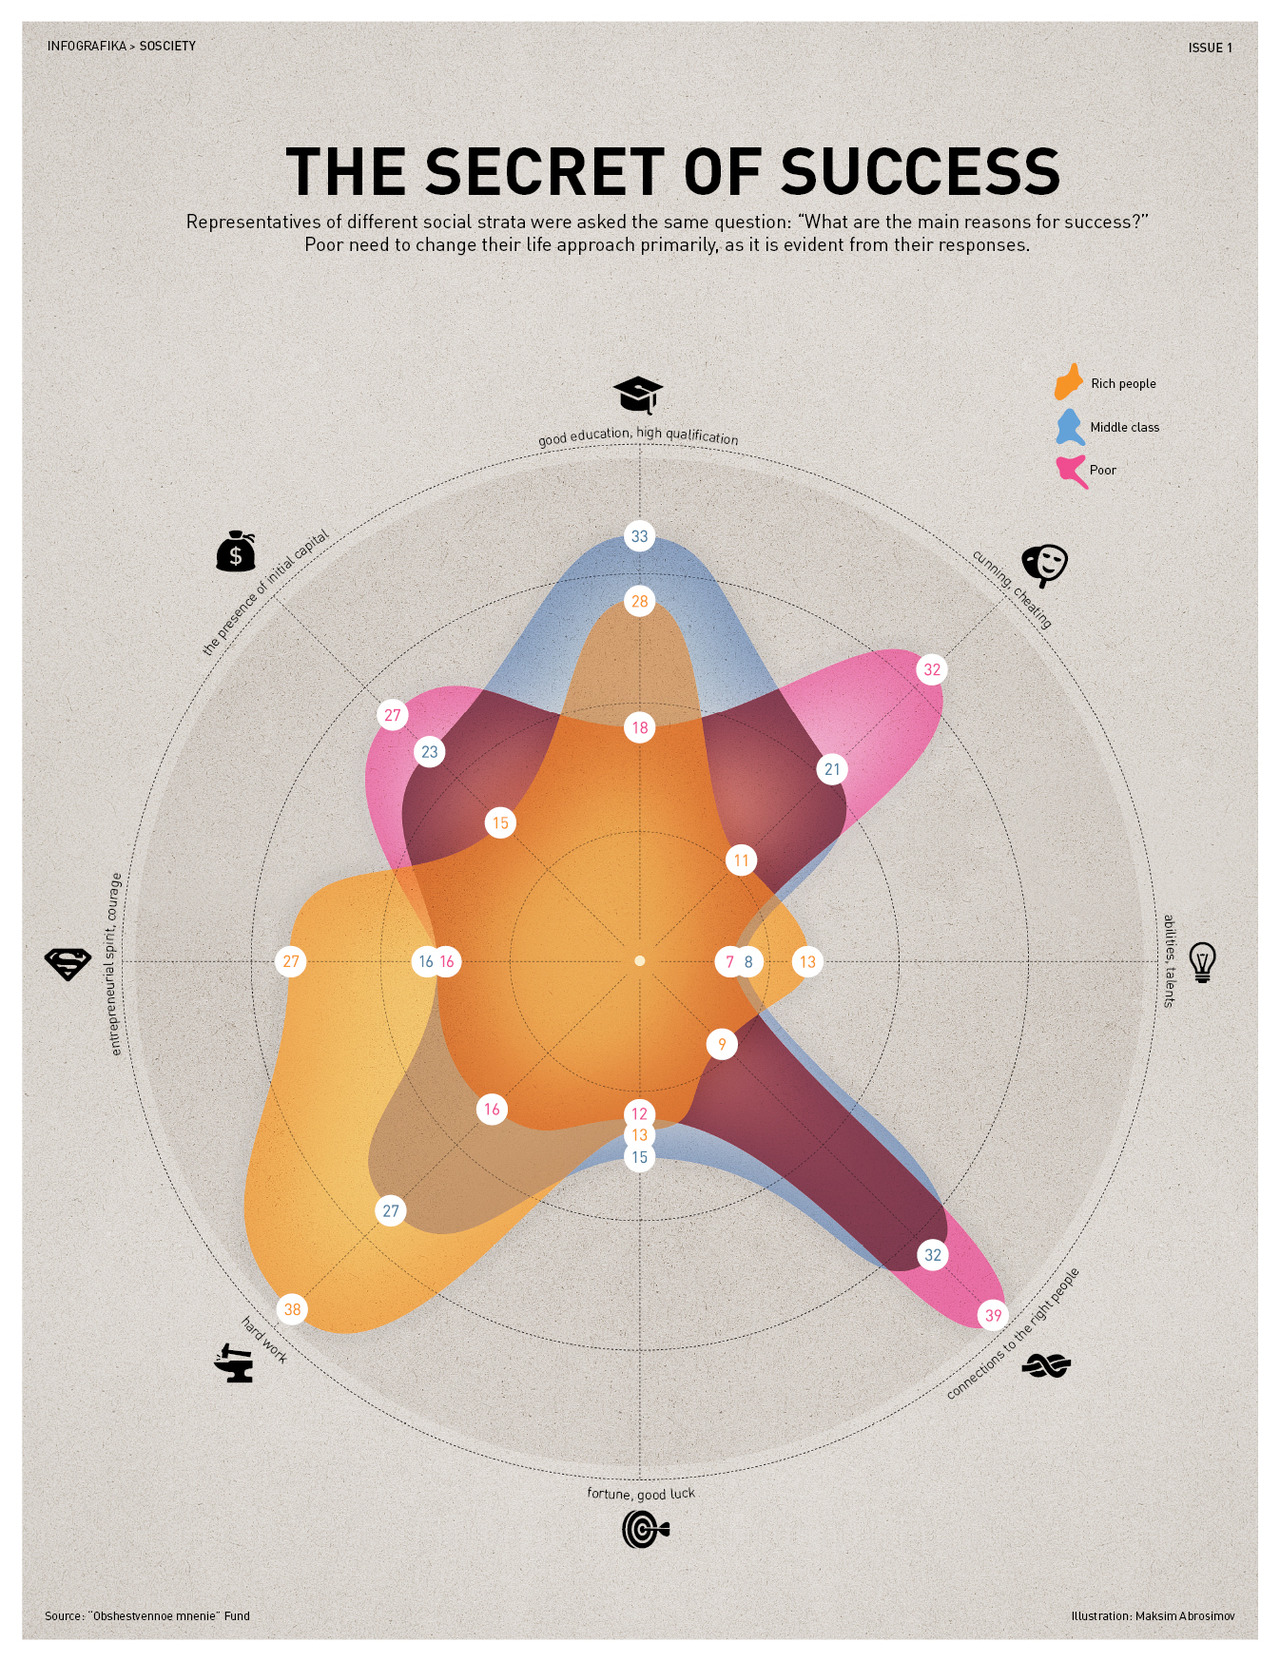 INFOGRAFIKA > SOSCIETY
ISSUE 1
THE SECRET OF SUCCESS
Representatives of different social strata were asked the same question: “What are the main reasons for success?”
Poor need to change their life approach primarily, as it is evident from their responses.
Rich people
Middle class
Poor
good education, high qualification
the presence of initial capital
$
cunning, cheating
33
28
27
32
18
23
21
15
11
entrepreneurial spirit, courage
27
16
16
7
8
13
abilities, talents
9
16
12
13
15
27
32
38
39
hard work
connections to the right people
fortune, good luck
Source: “Obshestvennoe mnenie” Fund
Illustration: Maksim Abrosimov